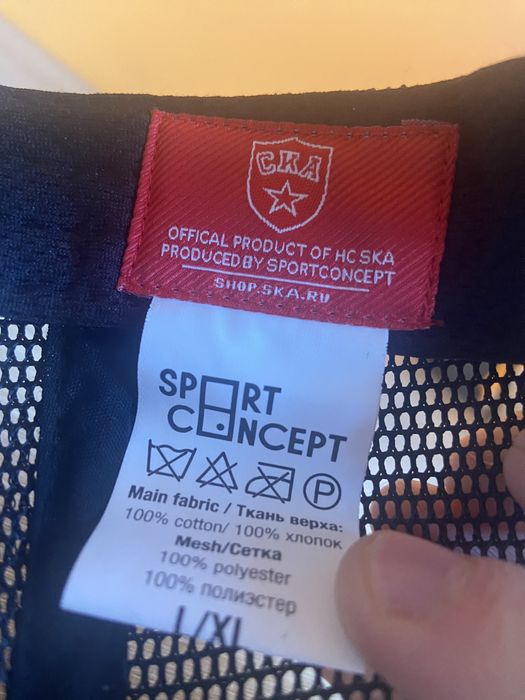 СКА
OFFICAL PRODUCT OF HC SKA
PRODUCED BY SPORTCONCEPT
SHOP.SKA.RU
SPORT
CONCEPT
P
Main fabric / Ткань верха:
100% cotton/ 100% хлопок
Mesh/Сетка
100% polyester
100% полиэстер
L/XL